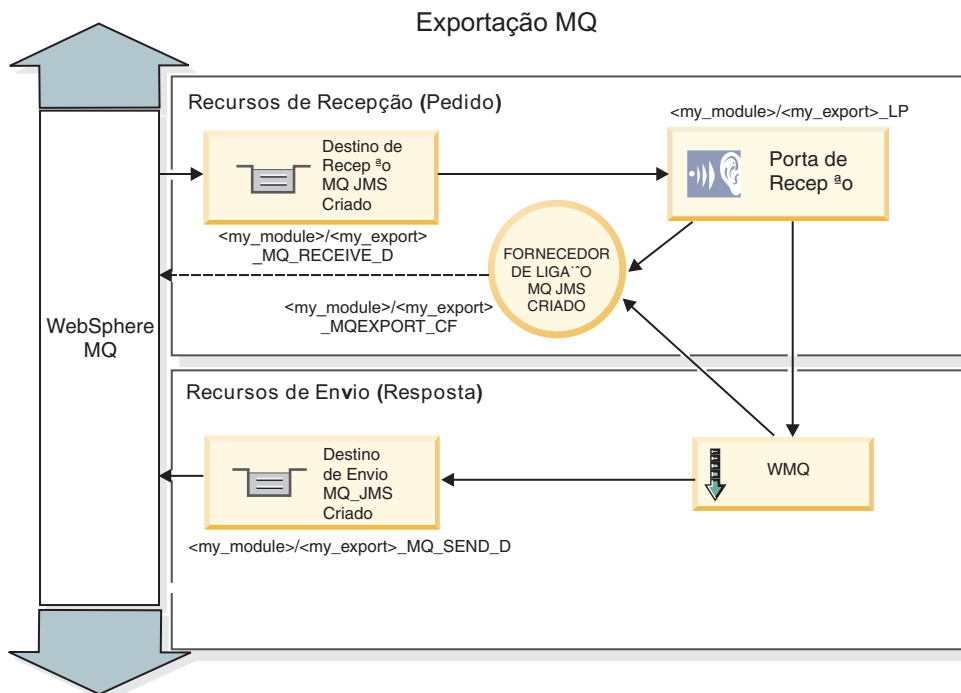 Exportação MQ
Recursos de Recepção (Pedido)
<my_module>/<my_export>_LP
Destino de
Recep ªo
MQ JMS
Criado
Porta de
Recep ªo
<my_module>/<my_export>
_MQ_RECEIVE_D
FORNECEDOR
DE LIGA¨ˆO
MQ JMS
CRIADO
<my_module>/<my_export>
_MQEXPORT_CF
WebSphere
MQ
Recursos de Envio (Resposta)
Destino
de Envio
MQ_JMS
Criado
WMQ
<my_module>/<my_export>_MQ_SEND_D